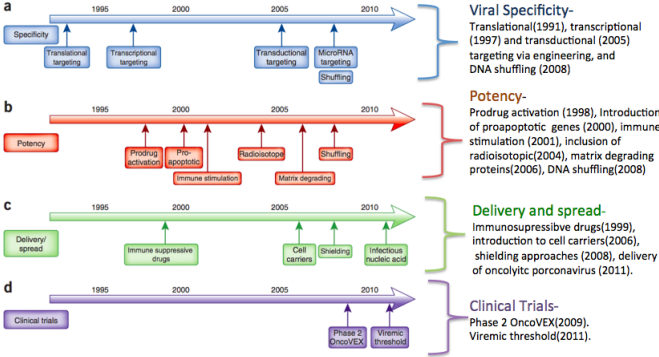 a
1995 2000 2005 2010
Specificity
Translational targeting
Transcriptional targeting
Transductional targeting
MicroRNA targeting
Shuffling
Viral Specificity-
Translational(1991), transcriptional
(1997) and transductional (2005)
targeting via engineering, and
DNA shuffling (2008)
b
1995 2000 2005 2010
Potency
Prodrug activation
Pro-apoptotic
Immune stimulation
Radioisotope
Matrix degrading
Shuffling
Potency-
Prodrug activation (1998), Introduction
of proapoptotic genes (2000), immune
stimulation (2001), inclusion of
radioisotopic(2004), matrix degrading
proteins(2006), DNA shuffling(2008)
c
1995 2000 2005 2010
Delivery/
spread
Immune suppressive
drugs
Cell
carriers
Shielding
Infectious
nucleic acid
Delivery and spread-
Immunosupressibve drugs(1999),
introduction to cell carriers(2006),
shielding approaches (2008), delivery
of oncolyitc porconavirus (2011).
d
1995 2000 2005 2010
Clinical trials
Phase 2
OncoVEX
Viremic
threshold
Clinical Trials-
Phase 2 OncoVEX(2009).
Viremic threshold(2011).